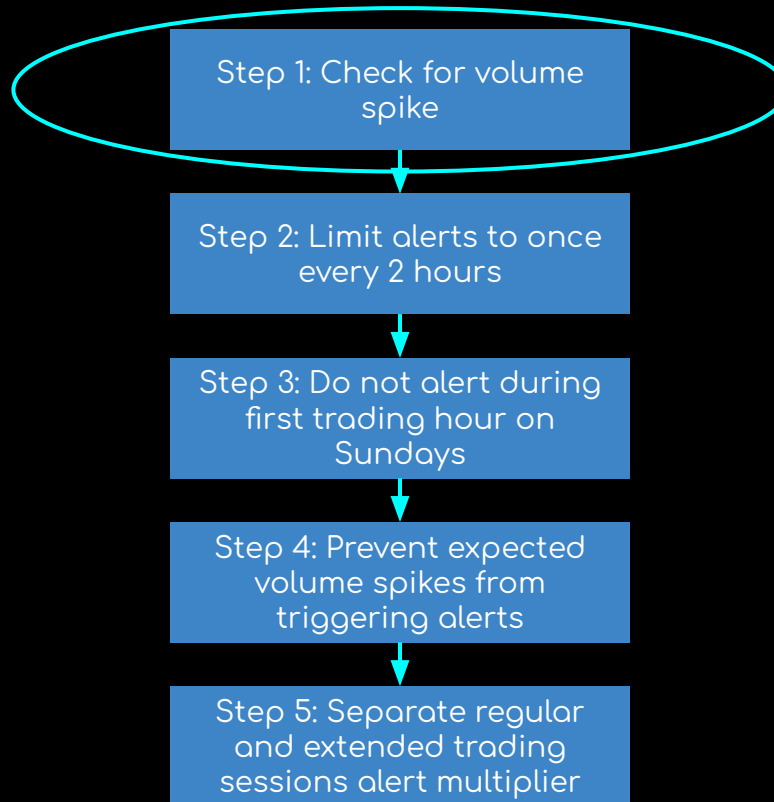 Step 1: Check for volume
spike
Step 2: Limit alerts to once
every 2 hours
Step 3: Do not alert during
first trading hour on
Sundays
Step 4: Prevent expected
volume spikes from
triggering alerts
Step 5: Separate regular
and extended trading
sessions alert multiplier